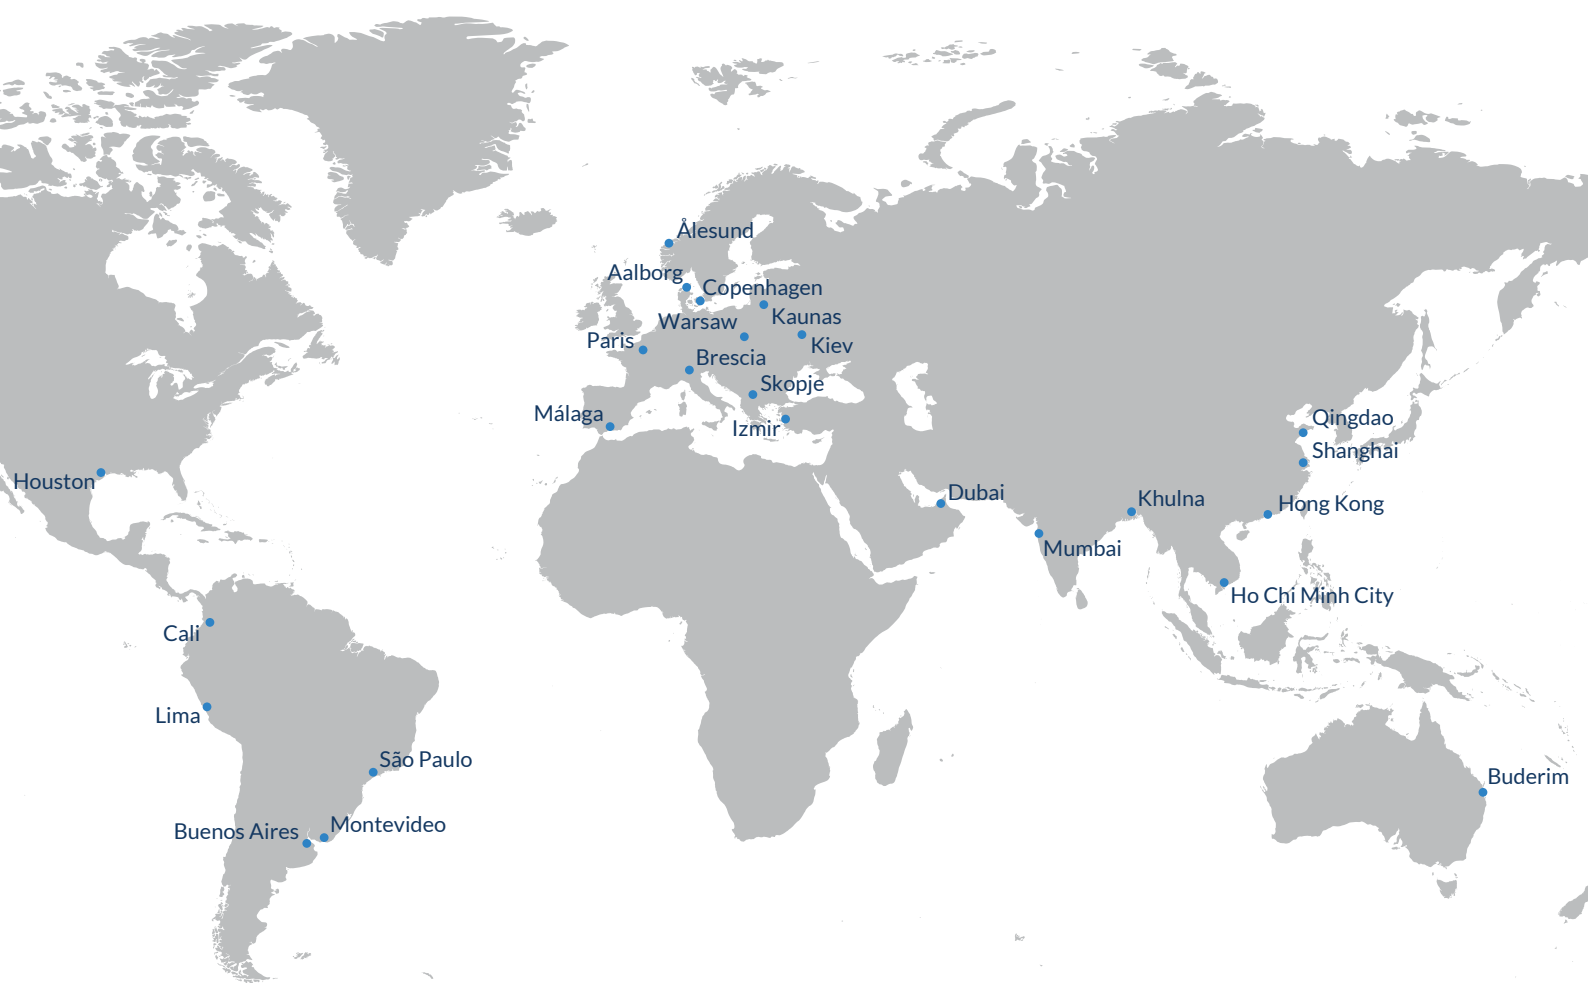 Ålesund
Aalborg
Copenhagen
Kaunas
Warsaw
Paris
Kiev
Brescia
Skopje
Málaga
Izmir
Qingdao
Shanghai
Houston
Dubai
Khulna
Hong Kong
Mumbai
Ho Chi Minh City
Cali
Lima
São Paulo
Buderim
Montevideo
Buenos Aires